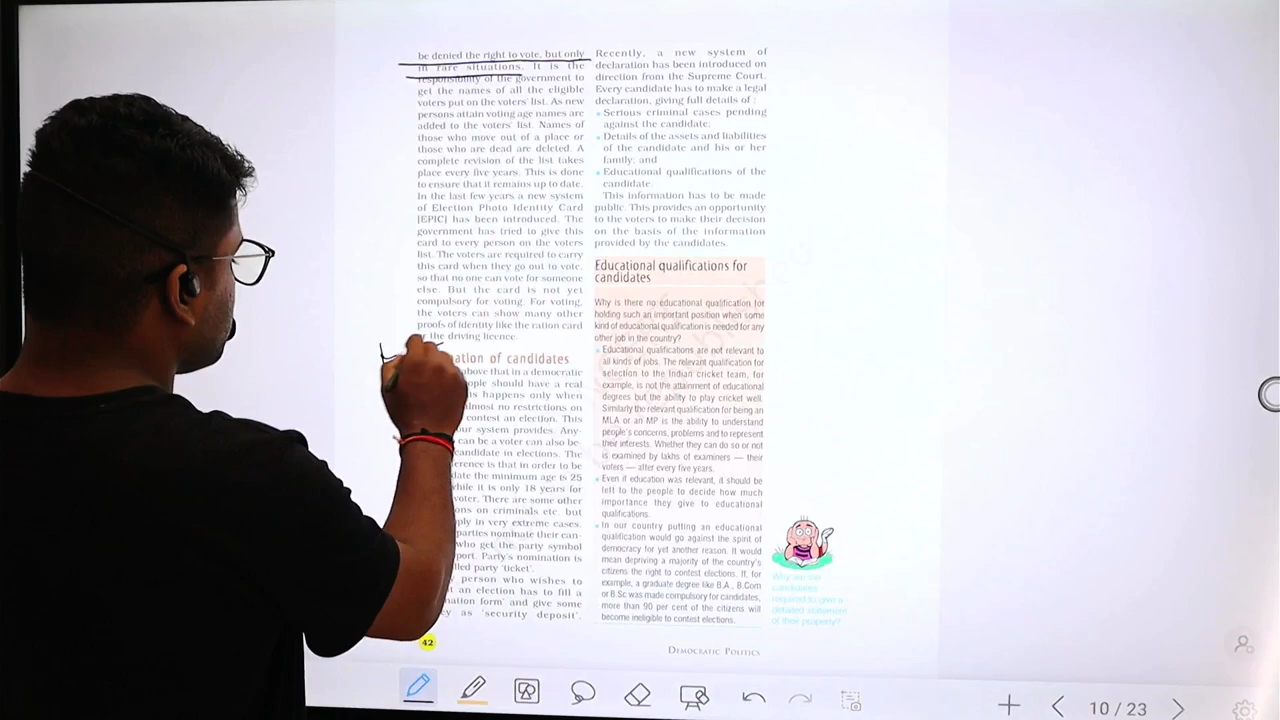 be denied the right to vote, but only
in rare situations. It is the
responsibility of the government to
get the names of all the eligible
voters put on the voters' list. As new
persons attain voting age names are
added to the voters' list. Names of
those who move out of a place or
those who are dead are deleted. A
complete revision of the list takes
place every five years. This is done
to ensure that it remains up to date.
In the last few years a new system
of Election Photo Identity Card
[EPIC] has been introduced. The
government has tried to give this
card to every person on the voters
list. The voters are required to carry
this card when they go out to vote,
so that no one can vote for someone
else. But the card is not yet
compulsory for voting. For voting,
the voters can show many other
proofs of identity like the ration card
the driving licence.
nation of candidates
above that in a democratic
ople should have a real
is happens only when
lmost no restrictions on
contest an election. This
our system provides. Any-
can be a voter can also be-
candidate in elections. The
ference is that in order to be
date the minimum age is 25
while it is only 18 years for
voter. There are some other
ns on criminals etc. but
ply in very extreme cases.
parties nominate their can-
who get the party symbol
port. Party's nomination is
lled party 'ticket'.
person who wishes to
t an election has to fill a
nation form' and give some
ey as 'security deposit'.
42
Recently, a new system of
declaration has been introduced on
direction from the Supreme Court.
Every candidate has to make a legal
declaration, giving full details of :
Serious criminal cases pending
against the candidate;
Details of the assets and liabilities
of the candidate and his or her
family; and
Educational qualifications of the
candidate.
This information has to be made
public. This provides an opportunity
to the voters to make their decision
on the basis of the information
provided by the candidates.
Educational qualifications for
candidates
Why is there no educational qualification for
holding such an important position when some
kind of educational qualification is needed for any
other job in the country?
Educational qualifications are not relevant to
all kinds of jobs. The relevant qualification for
selection to the Indian cricket team, for
example, is not the attainment of educational
degrees but the ability to play cricket well.
Similarly the relevant qualification for being an
MLA or an MP is the ability to understand
people's concerns, problems and to represent
their interests. Whether they can do so or not
is examined by lakhs of examiners — their
voters — after every five years.
Even if education was relevant, it should be
left to the people to decide how much
importance they give to educational
qualifications.
In our country putting an educational
qualification would go against the spirit of
democracy for yet another reason. It would
mean depriving a majority of the country's
citizens the right to contest elections. If, for
example, a graduate degree like B.A., B.Com
or B.Sc was made compulsory for candidates,
more than 90 per cent of the citizens will
become ineligible to contest elections.
Why are the
candidates
required to give a
detailed statement
of their property?
DEMOCRATIC POLITICS
10 / 23